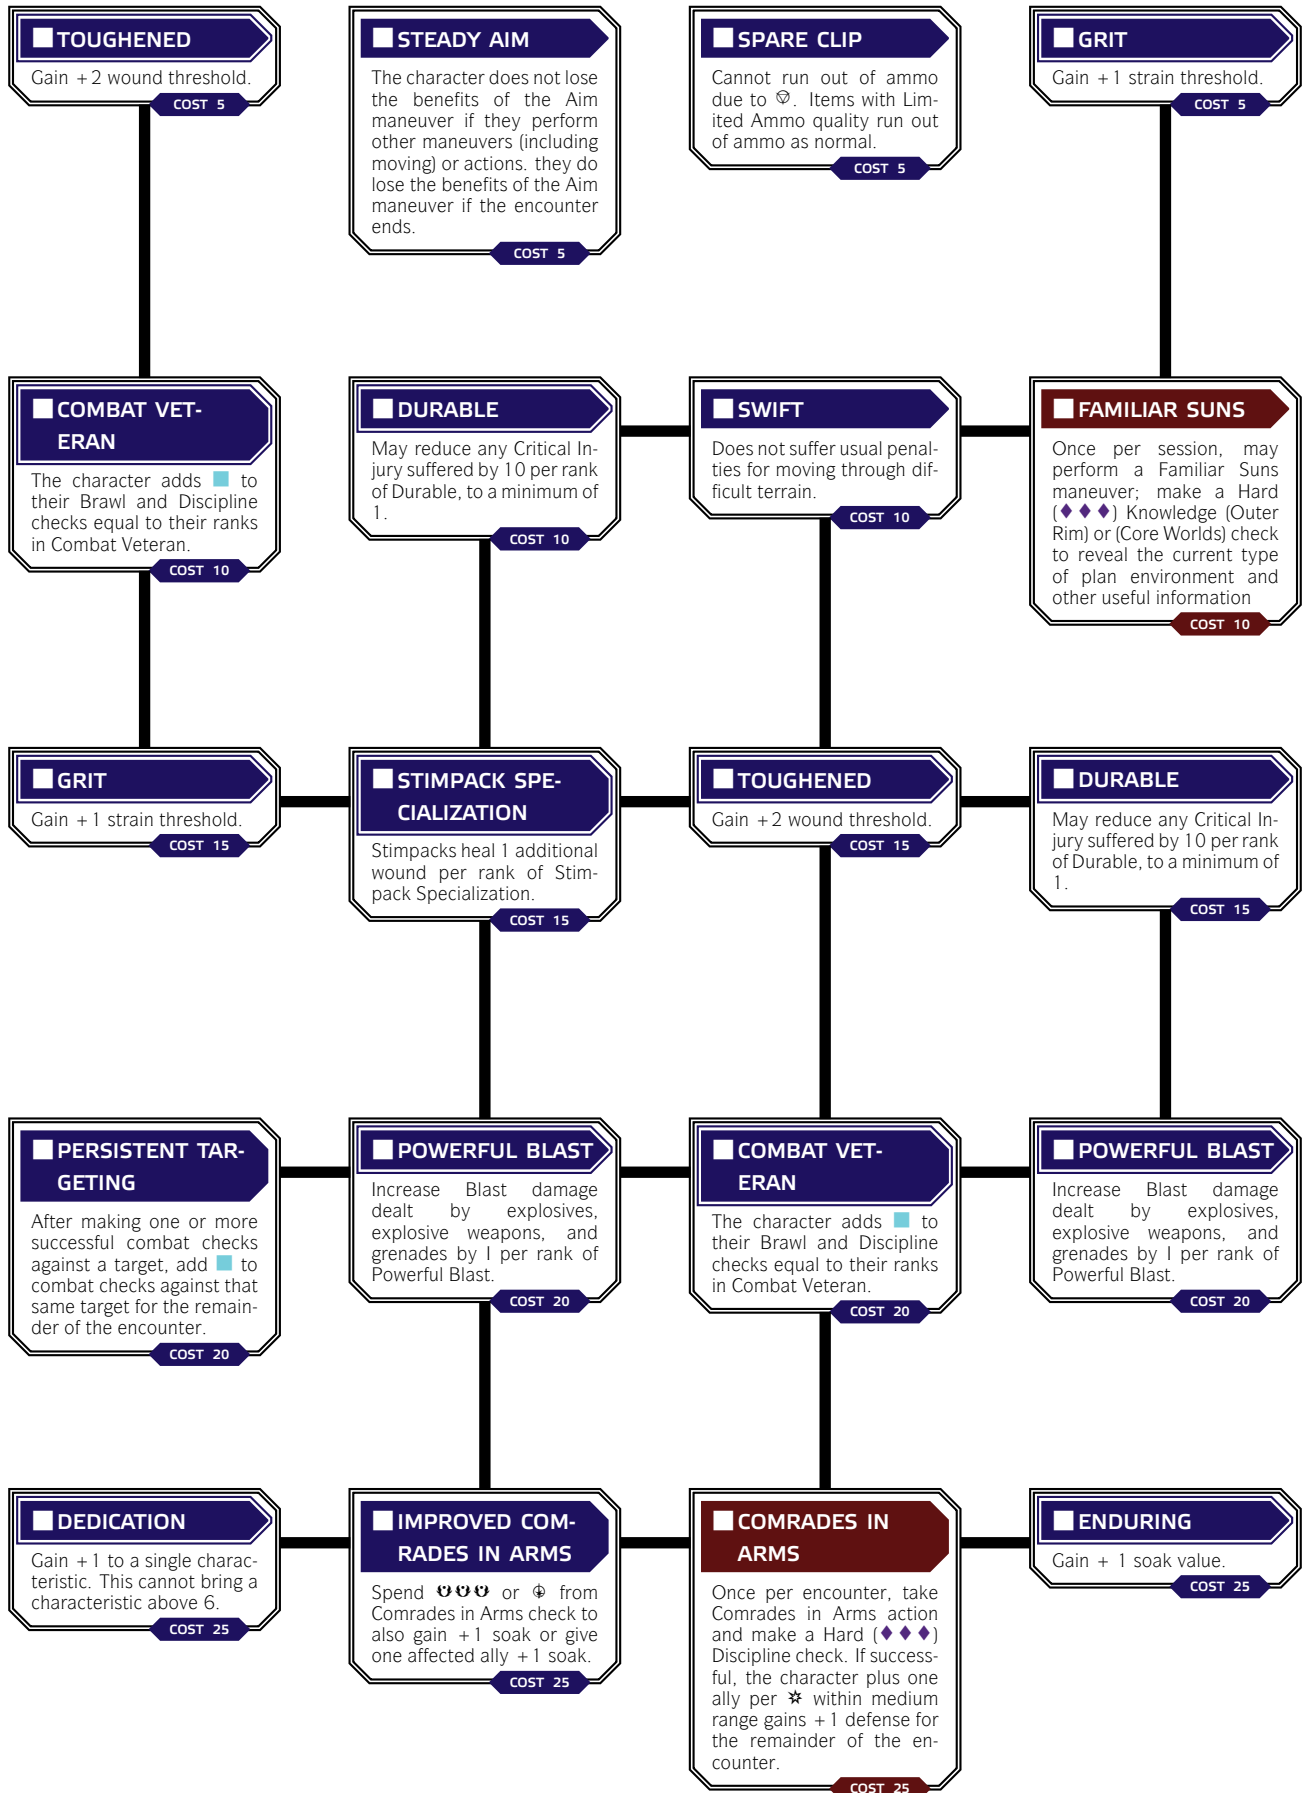 TOUGHENED
Gain +2 wound threshold.
COST 5
STEADY AIM
The character does not lose
the benefits of the Aim
maneuver if they perform
other maneuvers (including
moving) or actions. they do
lose the benefits of the Aim
maneuver if the encounter
ends.
COST 5
SPARE CLIP
Cannot run out of ammo
due to . Items with Lim-
ited Ammo quality run out
of ammo as normal.
COST 5
GRIT
Gain +1 strain threshold.
COST 5
COMBAT VET-
ERAN
The character adds to
their Brawl and Discipline
checks equal to their ranks
in Combat Veteran.
COST 10
DURABLE
May reduce any Critical In-
jury suffered by 10 per rank
of Durable, to a minimum of
1.
COST 10
SWIFT
Does not suffer usual penal-
ties for moving through dif-
ficult terrain.
COST 10
FAMILIAR SUNS
Once per session, may
perform a Familiar Suns
maneuver; make a Hard
(♦♦♦) Knowledge (Outer
Rim) or (Core Worlds) check
to reveal the current type
of plan environment and
other useful information
COST 10
GRIT
Gain +1 strain threshold.
COST 15
STIMPACK SPE-
CIALIZATION
Stimpacks heal 1 additional
wound per rank of Stim-
pack Specialization.
COST 15
TOUGHENED
Gain +2 wound threshold.
COST 15
DURABLE
May reduce any Critical In-
jury suffered by 10 per rank
of Durable, to a minimum of
1.
COST 15
PERSISTENT TAR-
GETING
After making one or more
successful combat checks
against a target, add to
combat checks against that
same target for the remain-
der of the encounter.
COST 20
POWERFUL BLAST
Increase Blast damage
dealt by explosives,
explosive weapons, and
grenades by I per rank of
Powerful Blast.
COST 20
COMBAT VET-
ERAN
The character adds to
their Brawl and Discipline
checks equal to their ranks
in Combat Veteran.
COST 20
POWERFUL BLAST
Increase Blast damage
dealt by explosives,
explosive weapons, and
grenades by I per rank of
Powerful Blast.
COST 20
DEDICATION
Gain +1 to a single charac-
teristic. This cannot bring a
characteristic above 6.
COST 25
IMPROVED COM-
RADES IN ARMS
Spend or from
Comrades in Arms check to
also gain +1 soak or give
one affected ally +1 soak.
COST 25
COMRADES IN
ARMS
Once per encounter, take
Comrades in Arms action
and make a Hard (♦♦♦)
Discipline check. If success-
ful, the character plus one
ally per within medium
range gains +1 defense for
the remainder of the en-
counter.
COST 25
ENDURING
Gain + 1 soak value.
COST 25